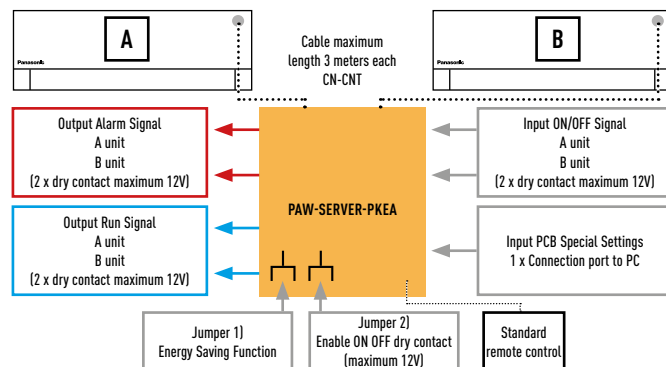 A
Panasonic
Cable maximum
length 3 meters each
CN-CNT
B
Panasonic
Output Alarm Signal
A unit
B unit
(2 x dry contact maximum 12V)
Input ON/OFF Signal
A unit
B unit
(2 x dry contact maximum 12V)
PAW-SERVER-PKEA
Output Run Signal
A unit
B unit
(2 x dry contact maximum 12V)
Input PCB Special Settings
1 x Connection port to PC
Jumper 1)
Energy Saving Function
Jumper 2)
Enable ON OFF dry contact
(maximum 12V)
Standard
remote control